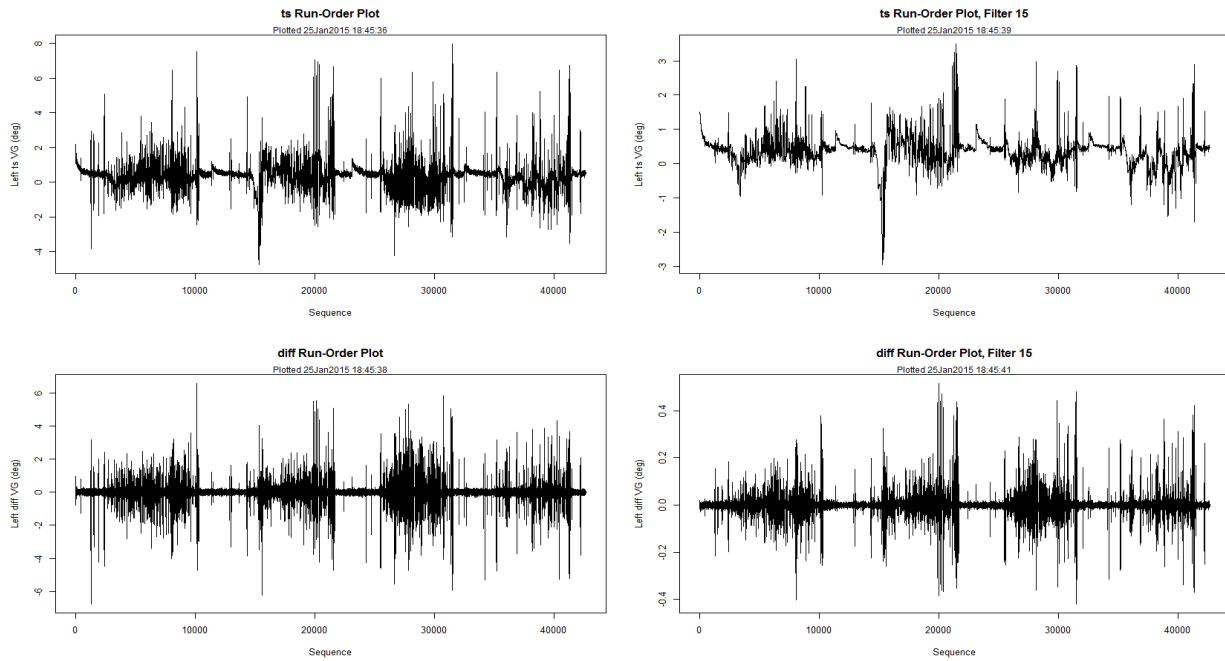 ts Run-Order Plot
Plotted 25Jan2015 18:45:36
Left ts VG (deg)
8
6
4
2
0
-2
-4
0 10000 20000 30000 40000
Sequence
ts Run-Order Plot, Filter 15
Plotted 25Jan2015 18:45:39
Left ts VG (deg)
3
2
1
0
-1
-2
-3
0 10000 20000 30000 40000
Sequence
diff Run-Order Plot
Plotted 25Jan2015 18:45:38
Left diff VG (deg)
6
4
2
0
-2
-4
-6
0 10000 20000 30000 40000
Sequence
diff Run-Order Plot, Filter 15
Plotted 25Jan2015 18:45:41
Left diff VG (deg)
0.4
0.2
0.0
-0.2
-0.4
0 10000 20000 30000 40000
Sequence